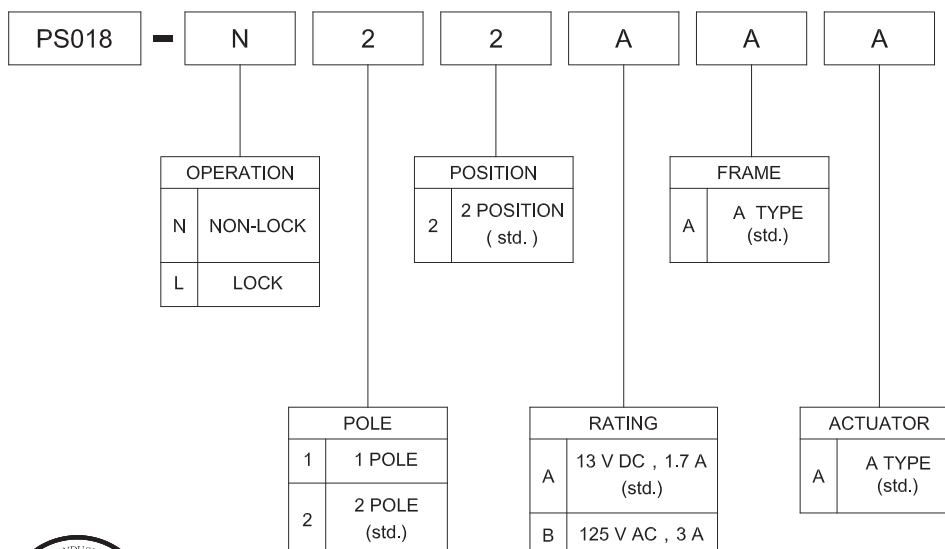 PS018 - N 2 2 A A A
OPERATION
N NON-LOCK
L LOCK
POSITION
2 2 POSITION
( std. )
FRAME
A A TYPE
(std.)
POLE
1 1 POLE
2 2 POLE
(std.)
RATING
A 13 V DC , 1.7 A
(std.)
B 125 V AC , 3 A
ACTUATOR
A A TYPE
(std.)